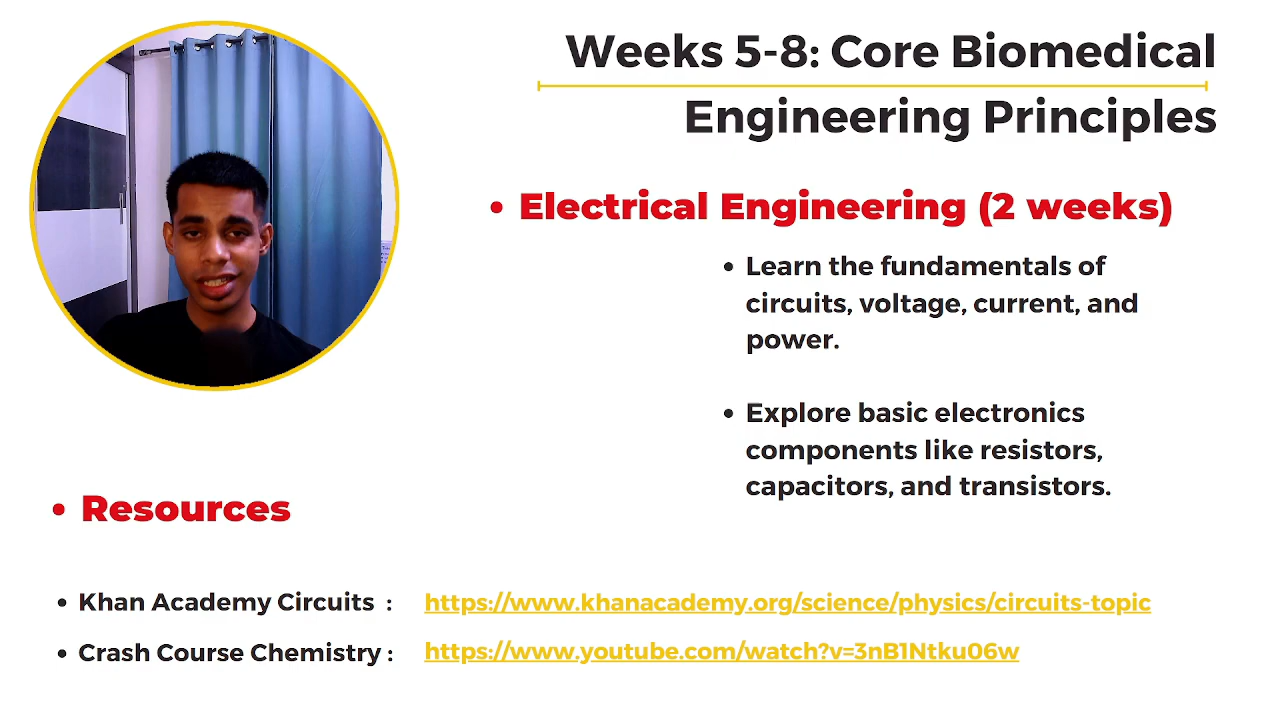 Weeks 5-8: Core Biomedical
Engineering Principles
• Electrical Engineering (2 weeks)
• Learn the fundamentals of
circuits, voltage, current, and
power.
• Explore basic electronics
components like resistors,
capacitors, and transistors.
• Resources
• Khan Academy Circuits : https://www.khanacademy.org/science/physics/circuits-topic
• Crash Course Chemistry : https://www.youtube.com/watch?v=3nB1Ntku06w